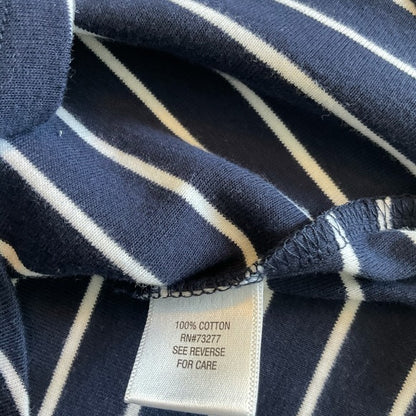 100% COTTON
RN#73277
SEE REVERSE
FOR CARE